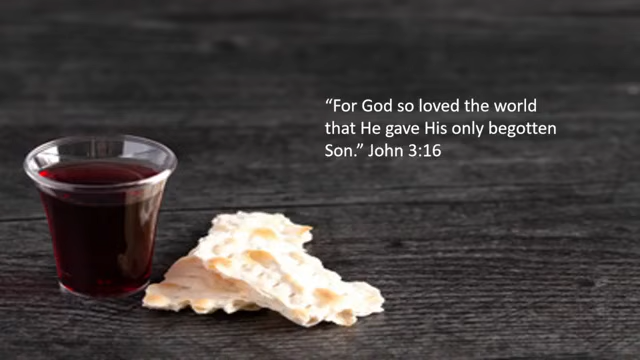 “For God so loved the world
that He gave His only begotten
Son.” John 3:16